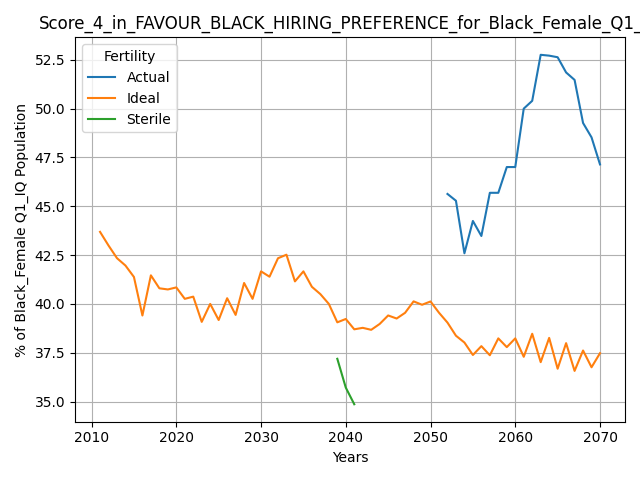 Score_4_in_FAVOUR_BLACK_HIRING_PREFERENCE_for_Black_Female_Q1_
Fertility
Actual
Ideal
Sterile
% of Black_Female Q1_IQ Population
52.5
50.0
47.5
45.0
42.5
40.0
37.5
35.0
2010 2020 2030 2040 2050 2060 2070
Years